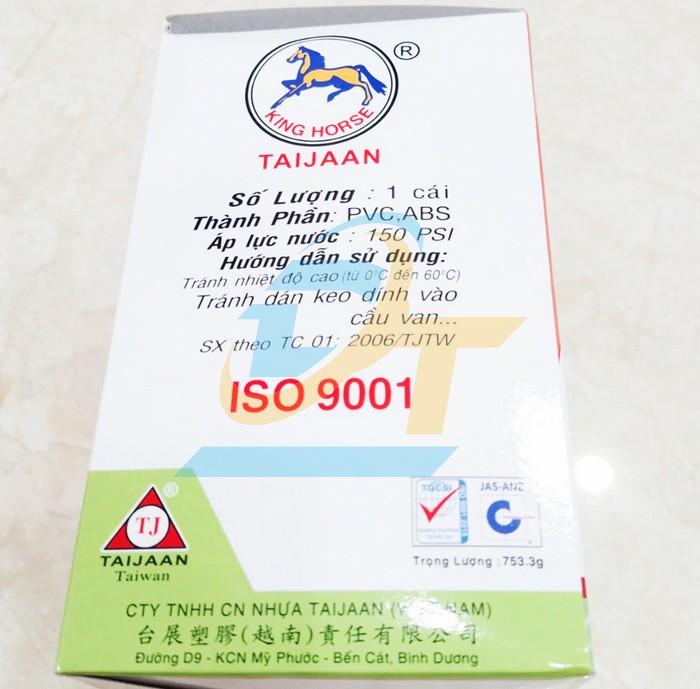 ®
KING HORSE
TAIJAAN
Số Lượng : 1 cái
Thành Phần: PVC,ABS
Áp lực nước : 150 PSI
Hướng dẫn sử dụng:
Tránh nhiệt độ cao (từ 0°C đến 60°C)
Tránh dán keo dính vào
cầu van...
SX theo TC 01: 2006/TJTW
ISO 9001
DT
TJ
®
TAIJAAN
Taiwan
TQCSI
JAS-ANZ
Trọng Lượng :753.3g
CTY TNHH CN NHỰA TAIJAAN (VIỆT NAM)
台展塑膠(越南)責任有限公司
Đường D9 - KCN Mỹ Phước - Bến Cát, Bình Dương